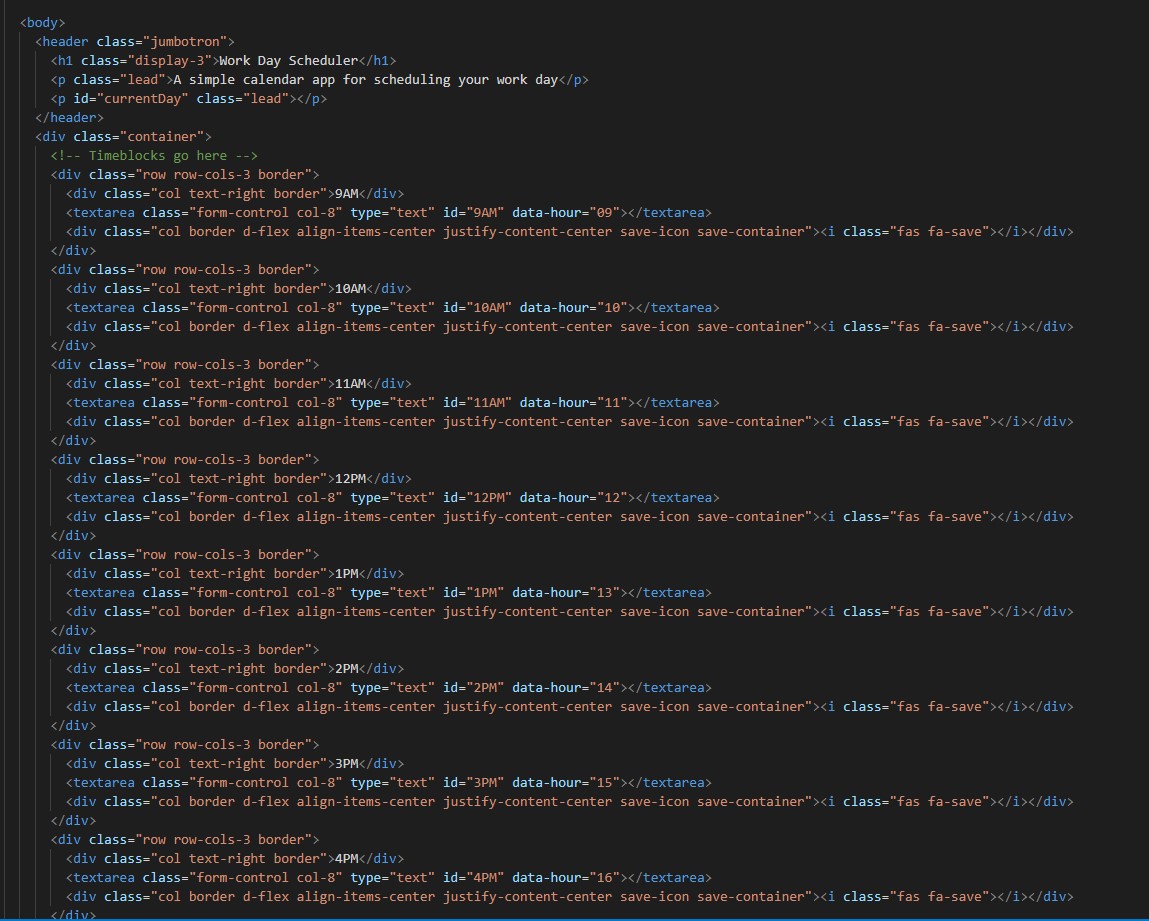 <body>
<header class="jumbotron">
<h1 class="display-3">Work Day Scheduler</h1>
<p class="lead">A simple calendar app for scheduling your work day</p>
<p id="currentDay" class="lead"></p>
</header>
<div class="container">
<!-- Timeblocks go here -->
<div class="row row-cols-3 border">
<div class="col text-right border">9AM</div>
<textarea class="form-control col-8" type="text" id="9AM" data-hour="09"></textarea>
<div class="col border d-flex align-items-center justify-content-center save-icon save-container"><i class="fas fa-save"></i></div>
</div>
<div class="row row-cols-3 border">
<div class="col text-right border">10AM</div>
<textarea class="form-control col-8" type="text" id="10AM" data-hour="10"></textarea>
<div class="col border d-flex align-items-center justify-content-center save-icon save-container"><i class="fas fa-save"></i></div>
</div>
<div class="row row-cols-3 border">
<div class="col text-right border">11AM</div>
<textarea class="form-control col-8" type="text" id="11AM" data-hour="11"></textarea>
<div class="col border d-flex align-items-center justify-content-center save-icon save-container"><i class="fas fa-save"></i></div>
</div>
<div class="row row-cols-3 border">
<div class="col text-right border">12PM</div>
<textarea class="form-control col-8" type="text" id="12PM" data-hour="12"></textarea>
<div class="col border d-flex align-items-center justify-content-center save-icon save-container"><i class="fas fa-save"></i></div>
</div>
<div class="row row-cols-3 border">
<div class="col text-right border">1PM</div>
<textarea class="form-control col-8" type="text" id="1PM" data-hour="13"></textarea>
<div class="col border d-flex align-items-center justify-content-center save-icon save-container"><i class="fas fa-save"></i></div>
</div>
<div class="row row-cols-3 border">
<div class="col text-right border">2PM</div>
<textarea class="form-control col-8" type="text" id="2PM" data-hour="14"></textarea>
<div class="col border d-flex align-items-center justify-content-center save-icon save-container"><i class="fas fa-save"></i></div>
</div>
<div class="row row-cols-3 border">
<div class="col text-right border">3PM</div>
<textarea class="form-control col-8" type="text" id="3PM" data-hour="15"></textarea>
<div class="col border d-flex align-items-center justify-content-center save-icon save-container"><i class="fas fa-save"></i></div>
</div>
<div class="row row-cols-3 border">
<div class="col text-right border">4PM</div>
<textarea class="form-control col-8" type="text" id="4PM" data-hour="16"></textarea>
<div class="col border d-flex align-items-center justify-content-center save-icon save-container"><i class="fas fa-save"></i></div>
</div>